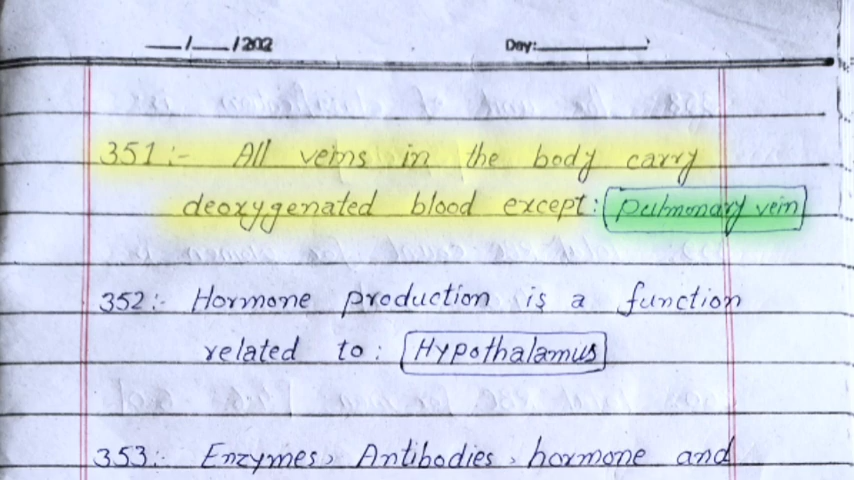 __/__/202 Day:________
351:- All veins in the body carry
deoxygenated blood except: Pulmonary vein
352:- Hormone production is a function
related to: Hypothalamus
353:- Enzymes, Antibodies, hormone and